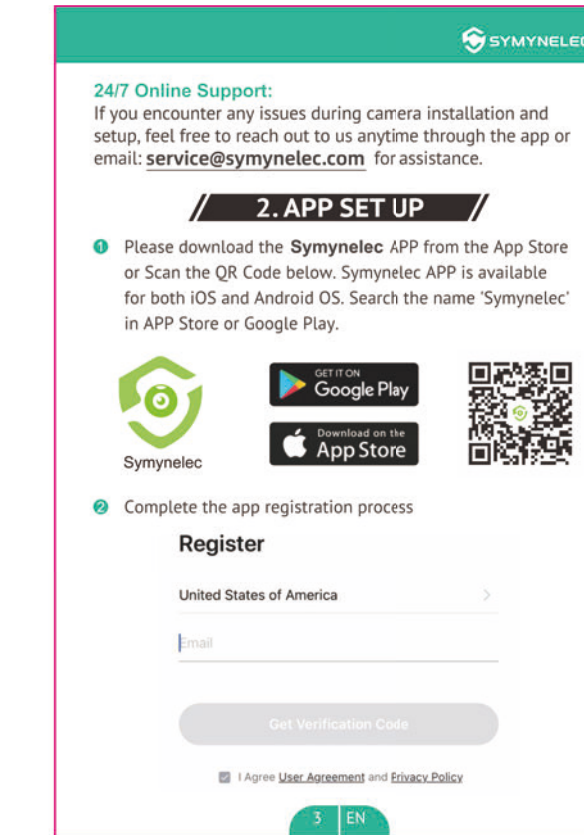 SYMYNELEC
24/7 Online Support:
If you encounter any issues during camera installation and
setup, feel free to reach out to us anytime through the app or
email: service@symynelec.com for assistance.
2. APP SET UP
1 Please download the Symynelec APP from the App Store
or Scan the QR Code below. Symynelec APP is available
for both iOS and Android OS. Search the name 'Symynelec'
in APP Store or Google Play.
GET IT ON
Google Play
Download on the
App Store
Symynelec
2 Complete the app registration process
Register
United States of America
Email
Get Verification Code
I Agree User Agreement and Privacy Policy
3 EN